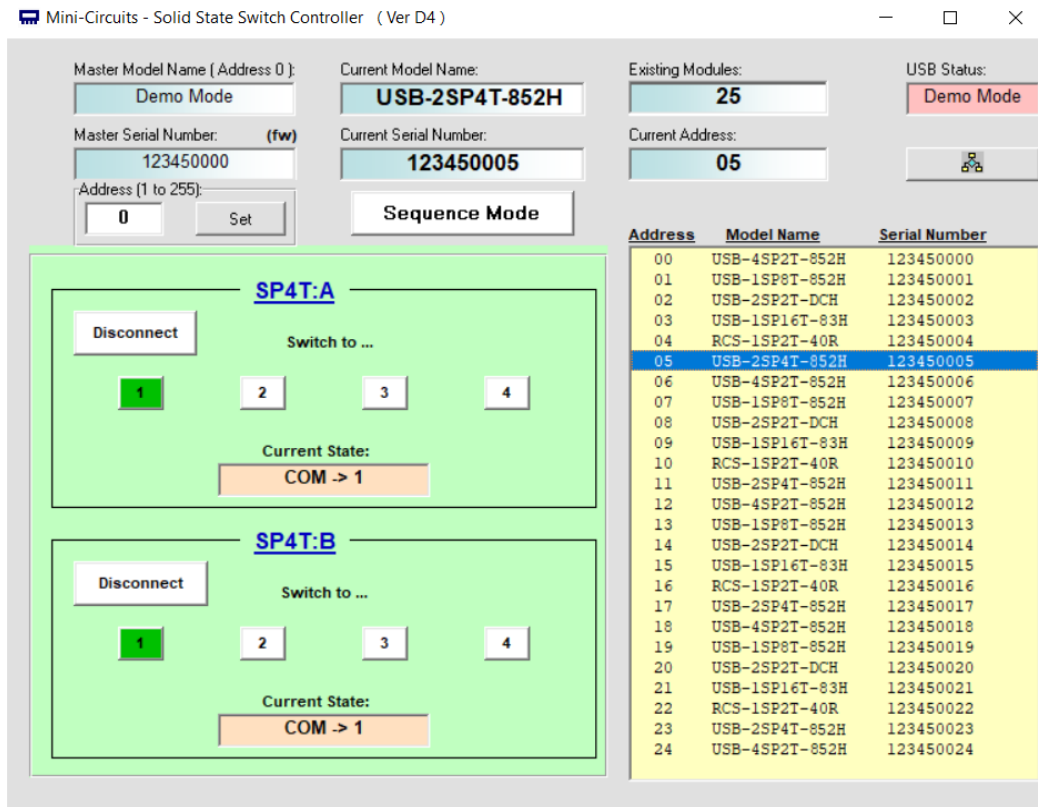 Mini-Circuits - Solid State Switch Controller   ( Ver D4 )
Master Model Name ( Address 0 ):
Demo Mode
Current Model Name:
USB-2SP4T-852H
Existing Modules:
25
USB Status:
Demo Mode
Master Serial Number:   (fw)
123450000
Current Serial Number:
123450005
Current Address:
05
Address (1 to 255):
0   Set
Sequence Mode
SP4T:A
Disconnect
Switch to ...
1   2   3   4
Current State:
COM -> 1
SP4T:B
Disconnect
Switch to ...
1   2   3   4
Current State:
COM -> 1
Address   Model Name   Serial Number
00   USB-4SP2T-852H   123450000
01   USB-1SP8T-852H   123450001
02   USB-2SP2T-DCH   123450002
03   USB-1SP16T-83H   123450003
04   RCS-1SP2T-40R   123450004
05   USB-2SP4T-852H   123450005
06   USB-4SP2T-852H   123450006
07   USB-1SP8T-852H   123450007
08   USB-2SP2T-DCH   123450008
09   USB-1SP16T-83H   123450009
10   RCS-1SP2T-40R   123450010
11   USB-2SP4T-852H   123450011
12   USB-4SP2T-852H   123450012
13   USB-1SP8T-852H   123450013
14   USB-2SP2T-DCH   123450014
15   USB-1SP16T-83H   123450015
16   RCS-1SP2T-40R   123450016
17   USB-2SP4T-852H   123450017
18   USB-4SP2T-852H   123450018
19   USB-1SP8T-852H   123450019
20   USB-2SP2T-DCH   123450020
21   USB-1SP16T-83H   123450021
22   RCS-1SP2T-40R   123450022
23   USB-2SP4T-852H   123450023
24   USB-4SP2T-852H   123450024